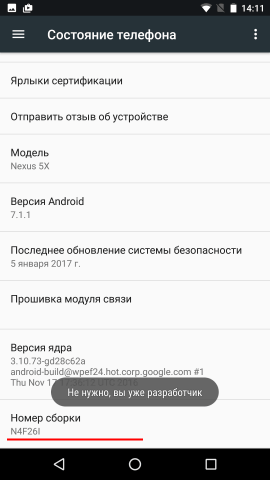 14:11
Состояние телефона
Ярлыки сертификации
Отправить отзыв об устройстве
Модель
Nexus 5X
Версия Android
7.1.1
Последнее обновление системы безопасности
5 января 2017 г.
Прошивка модуля связи
Версия ядра
3.10.73-gd28c62a
android-build@wpef24.hot.corp.google.com #1
Thu Nov 17
Не нужно, вы уже разработчик
Номер сборки
N4F26I